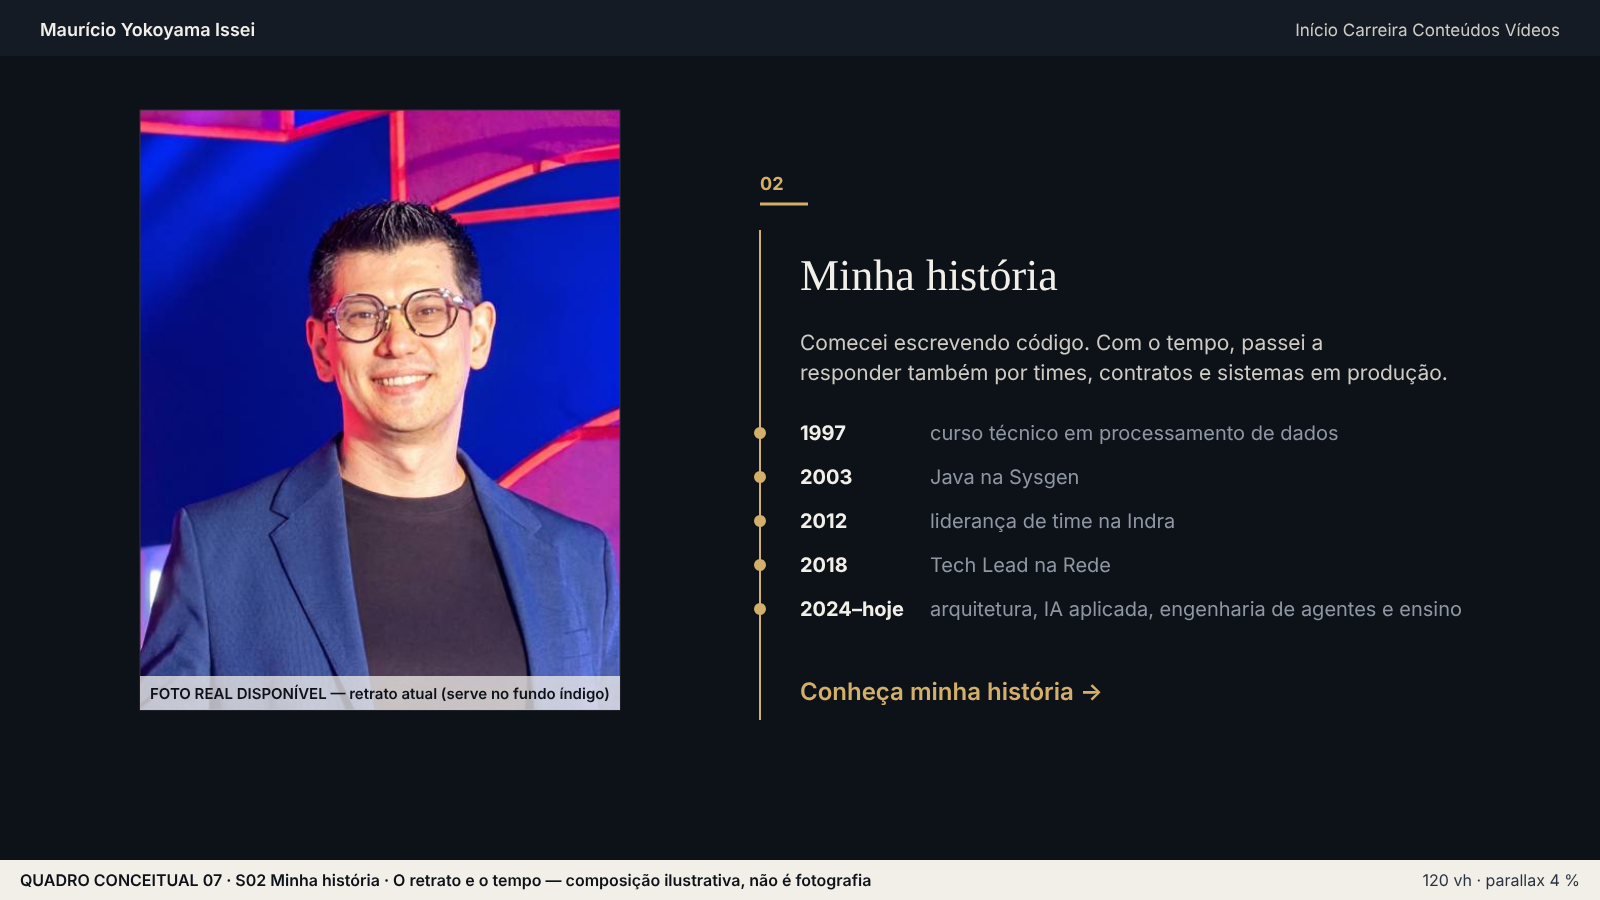 Maurício Yokoyama Issei
Início Carreira Conteúdos Vídeos
02
Minha história
Comecei escrevendo código. Com o tempo, passei a
responder também por times, contratos e sistemas em produção.
1997 curso técnico em processamento de dados
2003 Java na Sysgen
2012 liderança de time na Indra
2018 Tech Lead na Rede
2024–hoje arquitetura, IA aplicada, engenharia de agentes e ensino
Conheça minha história →
FOTO REAL DISPONÍVEL — retrato atual (serve no fundo índigo)
QUADRO CONCEITUAL 07 · S02 Minha história · O retrato e o tempo — composição ilustrativa, não é fotografia
120 vh · parallax 4 %